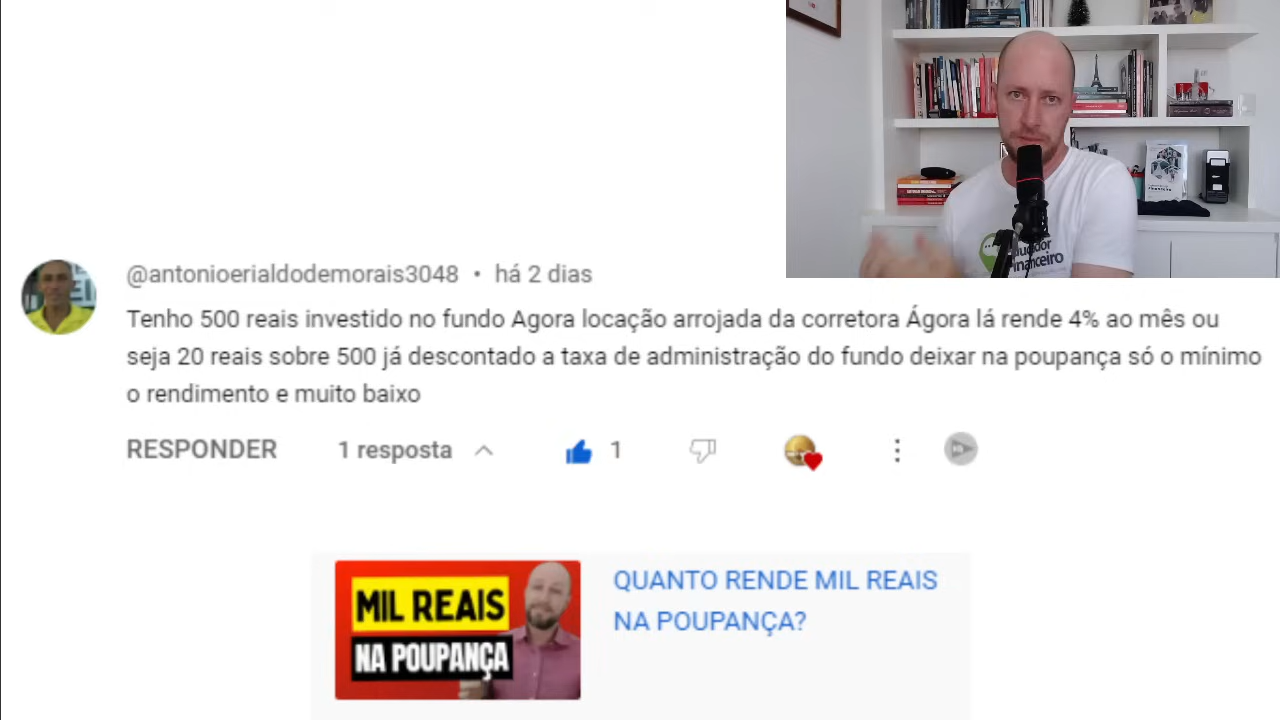 @antonioerialdodemorais3048 • há 2 dias
Tenho 500 reais investido no fundo Agora locação arrojada da corretora Ágora lá rende 4% ao mês ou
seja 20 reais sobre 500 já descontado a taxa de administração do fundo deixar na poupança só o mínimo
o rendimento e muito baixo
RESPONDER 1 resposta 1
MIL REAIS
NA POUPANÇA
QUANTO RENDE MIL REAIS
NA POUPANÇA?